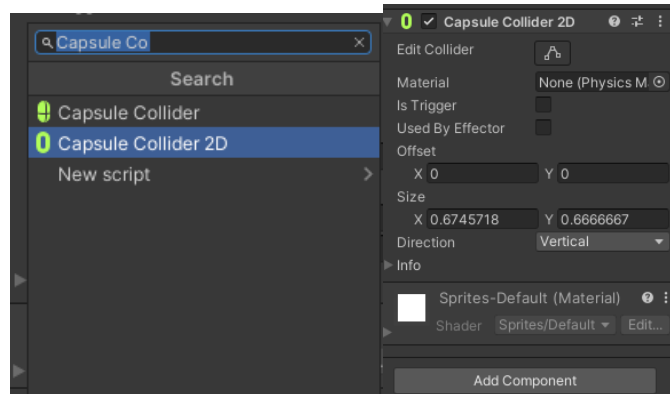 Capsule Co
Search
Capsule Collider
Capsule Collider 2D
New script
Capsule Collider 2D
Edit Collider
Material None (Physics M
Is Trigger
Used By Effector
Offset
X 0 Y 0
Size
X 0.6745718 Y 0.6666667
Direction Vertical
Info
Sprites-Default (Material)
Shader Sprites/Default Edit...
Add Component